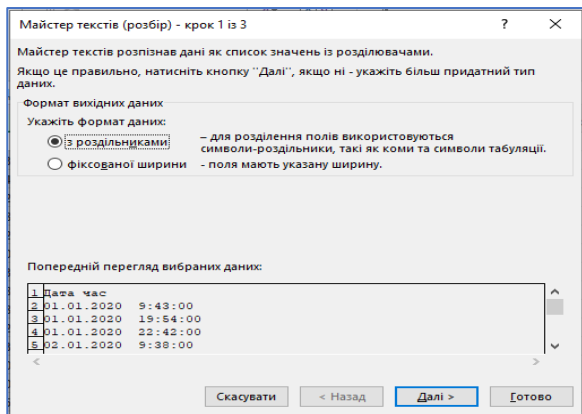 Майстер текстів (розбір) - крок 1 із 3 ? ×
Майстер текстів розпізнав дані як список значень із розділювачами.
Якщо це правильно, натисніть кнопку "Далі", якщо ні - укажіть більш придатний тип
даних.
Формат вихідних даних
Укажіть формат даних:
з роздільниками – для розділення полів використовуються
символи-роздільники, такі як коми та символи табуляції.
фіксованої ширини - поля мають указану ширину.
Попередній перегляд вибраних даних:
1 Дата час
2 01.01.2020 9:43:00
3 01.01.2020 19:54:00
4 01.01.2020 22:42:00
5 02.01.2020 9:38:00
Скасувати < Назад Далі > Готово